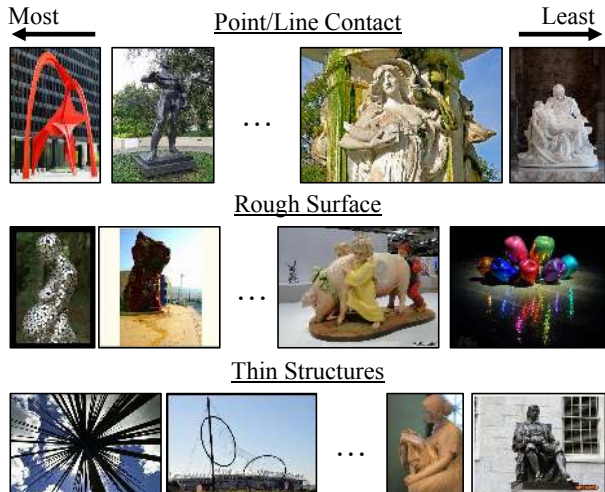 Most
Point/Line Contact
Least
...
Rough Surface
...
Thin Structures
...